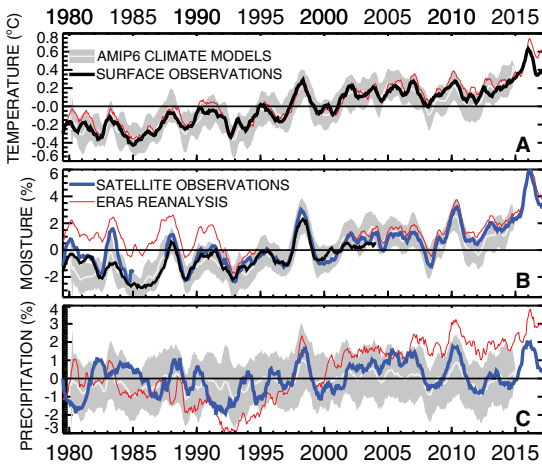 1980 1985 1990 1995 2000 2005 2010 2015
TEMPERATURE (°C)
0.8
0.6
0.4
0.2
-0.0
-0.2
-0.4
-0.6
AMIP6 CLIMATE MODELS
SURFACE OBSERVATIONS
A
MOISTURE (%)
6
4
2
0
-2
SATELLITE OBSERVATIONS
ERA5 REANALYSIS
B
PRECIPITATION (%)
4
3
2
1
0
-1
-2
-3
C
1980 1985 1990 1995 2000 2005 2010 2015